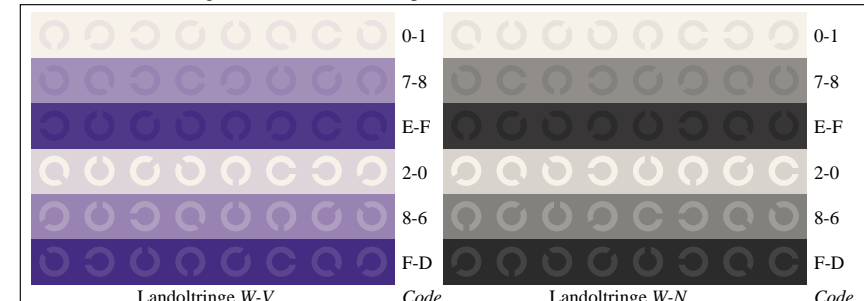 0-1 0-1
7-8 7-8
E-F E-F
2-0 2-0
8-6 8-6
F-D F-D
Landoltringe W-V Code Landoltringe W-N Code